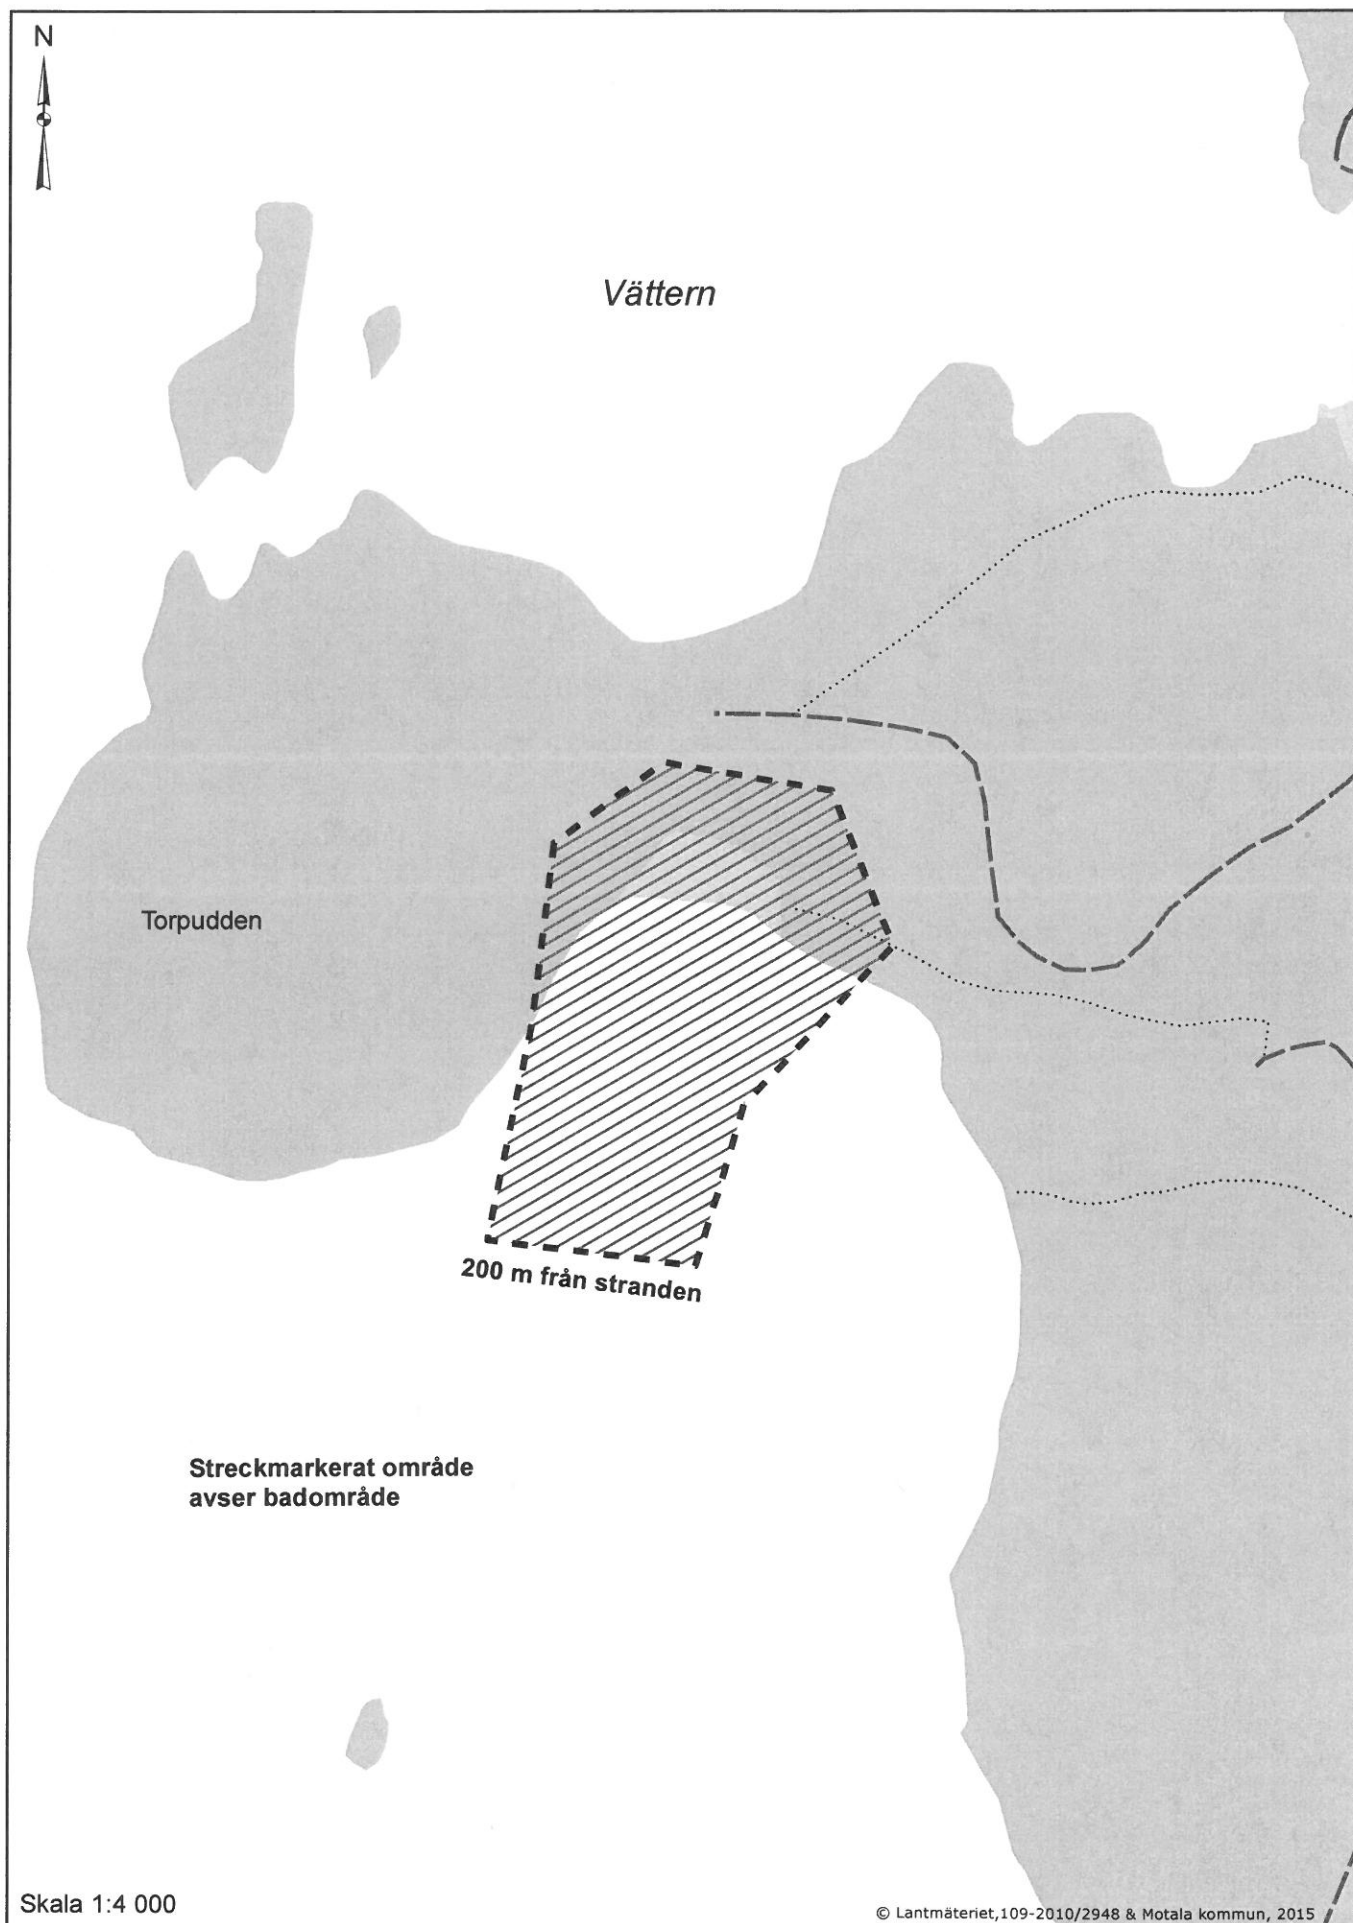 N
Vättern
Torpudden
200 m från stranden
Streckmarkerat område
avser badområde
Skala 1:4 000
© Lantmäteriet,109-2010/2948 & Motala kommun, 2015